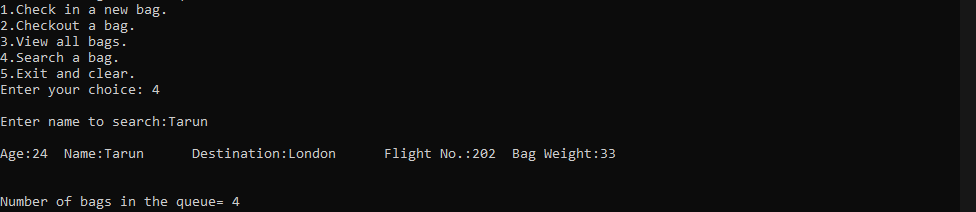 1.Check in a new bag.
2.Checkout a bag.
3.View all bags.
4.Search a bag.
5.Exit and clear.
Enter your choice: 4
Enter name to search:Tarun
Age:24  Name:Tarun      Destination:London      Flight No.:202  Bag Weight:33
Number of bags in the queue= 4